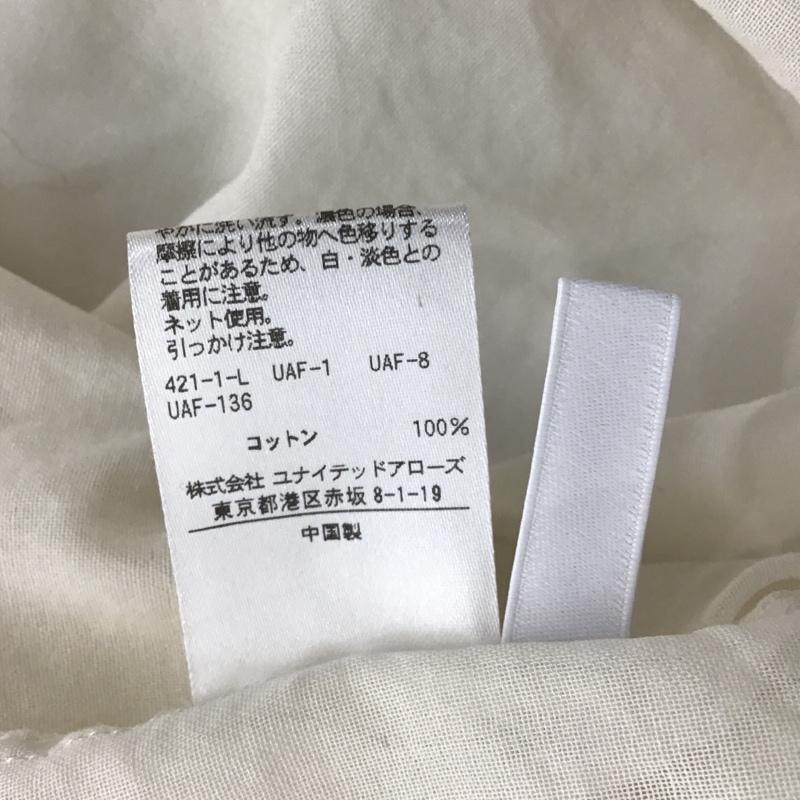 やかに洗い流す。濃色の場合、
摩擦により他の物へ色移りする
ことがあるため、白・淡色との
着用に注意。
ネット使用。
引っかけ注意。
421-1-L UAF-1 UAF-8
UAF-136
コットン 100%
株式会社 ユナイテッドアローズ
東京都港区赤坂 8-1-19
中国製